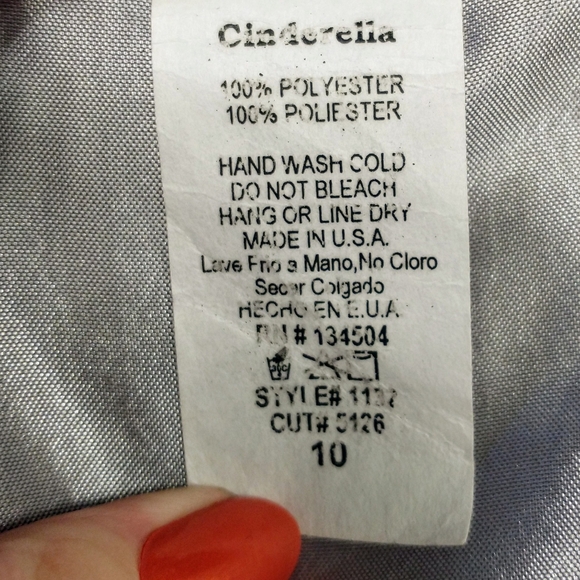 Cinderella
100% POLYESTER
100% POLIESTER
HAND WASH COLD
DO NOT BLEACH
HANG OR LINE DRY
MADE IN U.S.A.
Lave Frio a Mano,No Cloro
Secar Colgado
HECHO EN E.U.A
RN # 134504
STYLE#
CUT# 5126
10